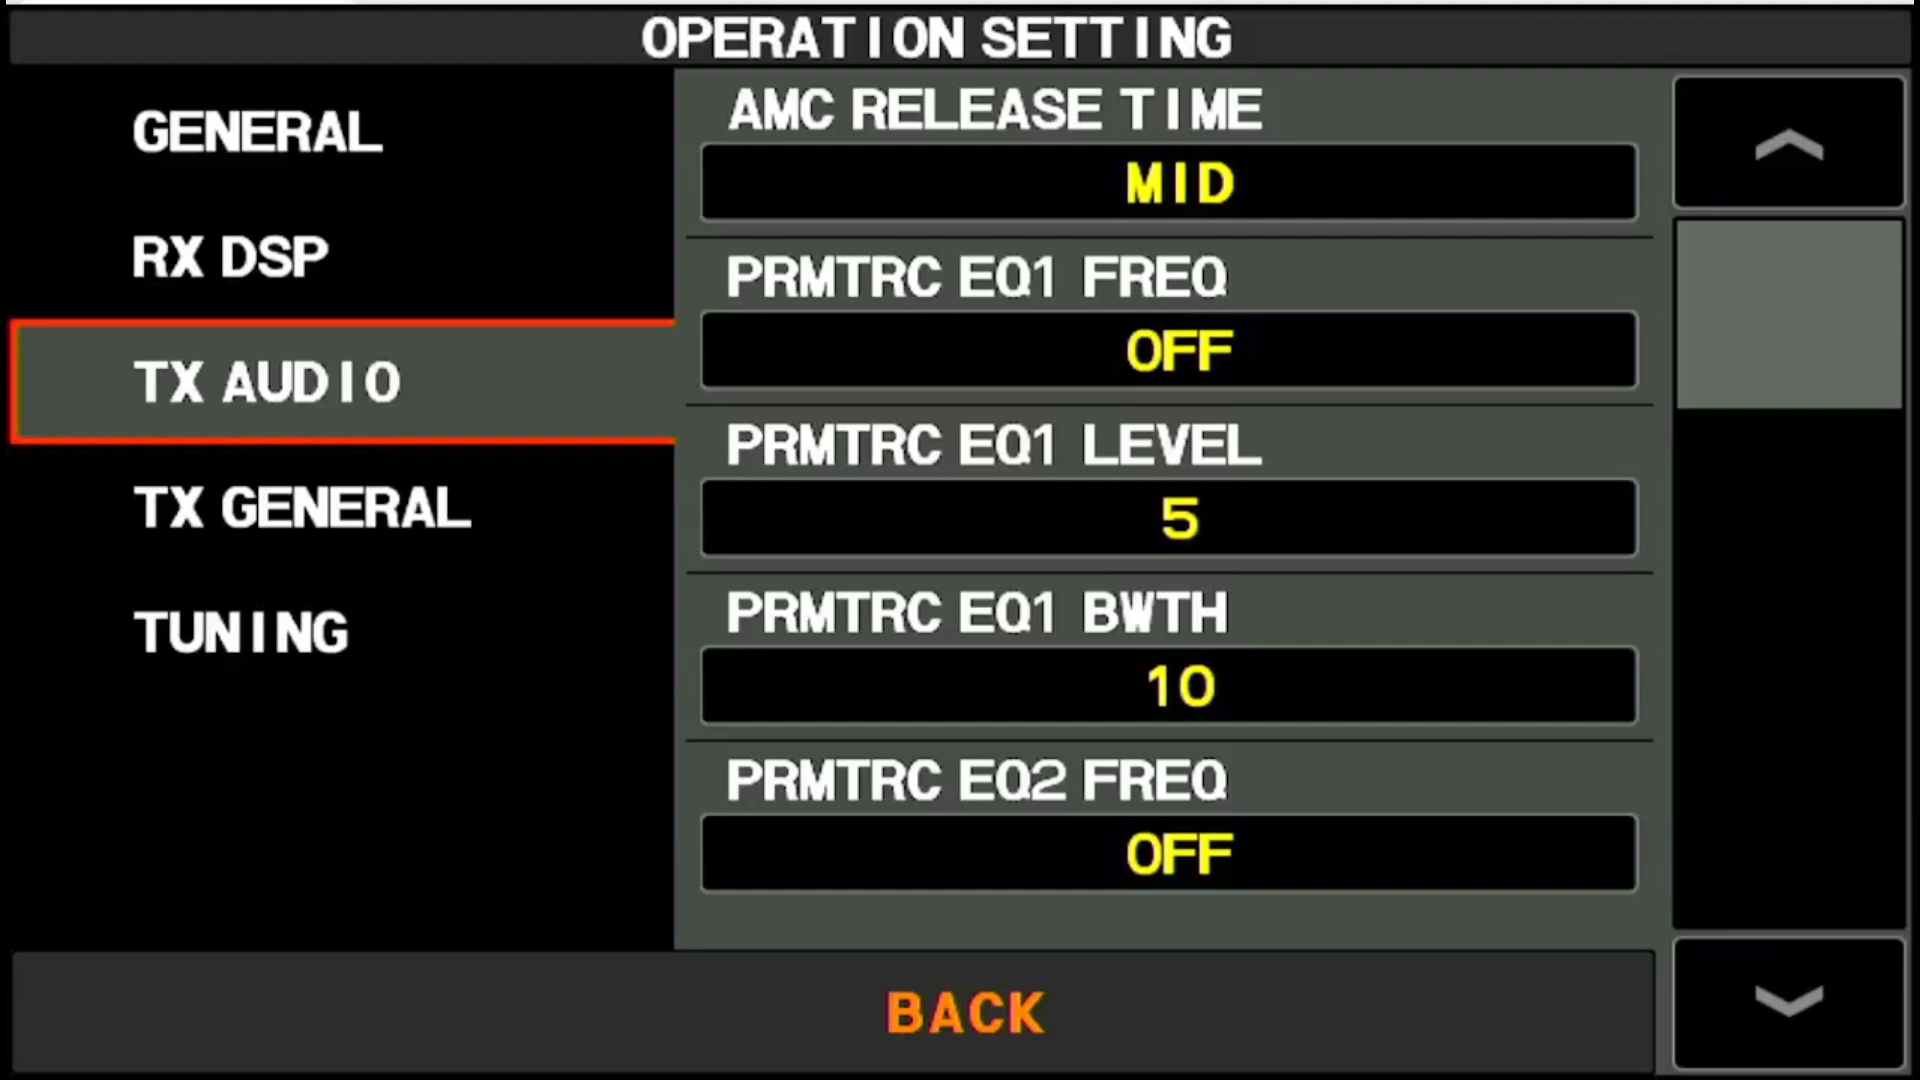 OPERATION SETTING
GENERAL
RX DSP
TX AUDIO
TX GENERAL
TUNING
AMC RELEASE TIME
MID
PRMTRC EQ1 FREQ
OFF
PRMTRC EQ1 LEVEL
5
PRMTRC EQ1 BWTH
10
PRMTRC EQ2 FREQ
OFF
BACK